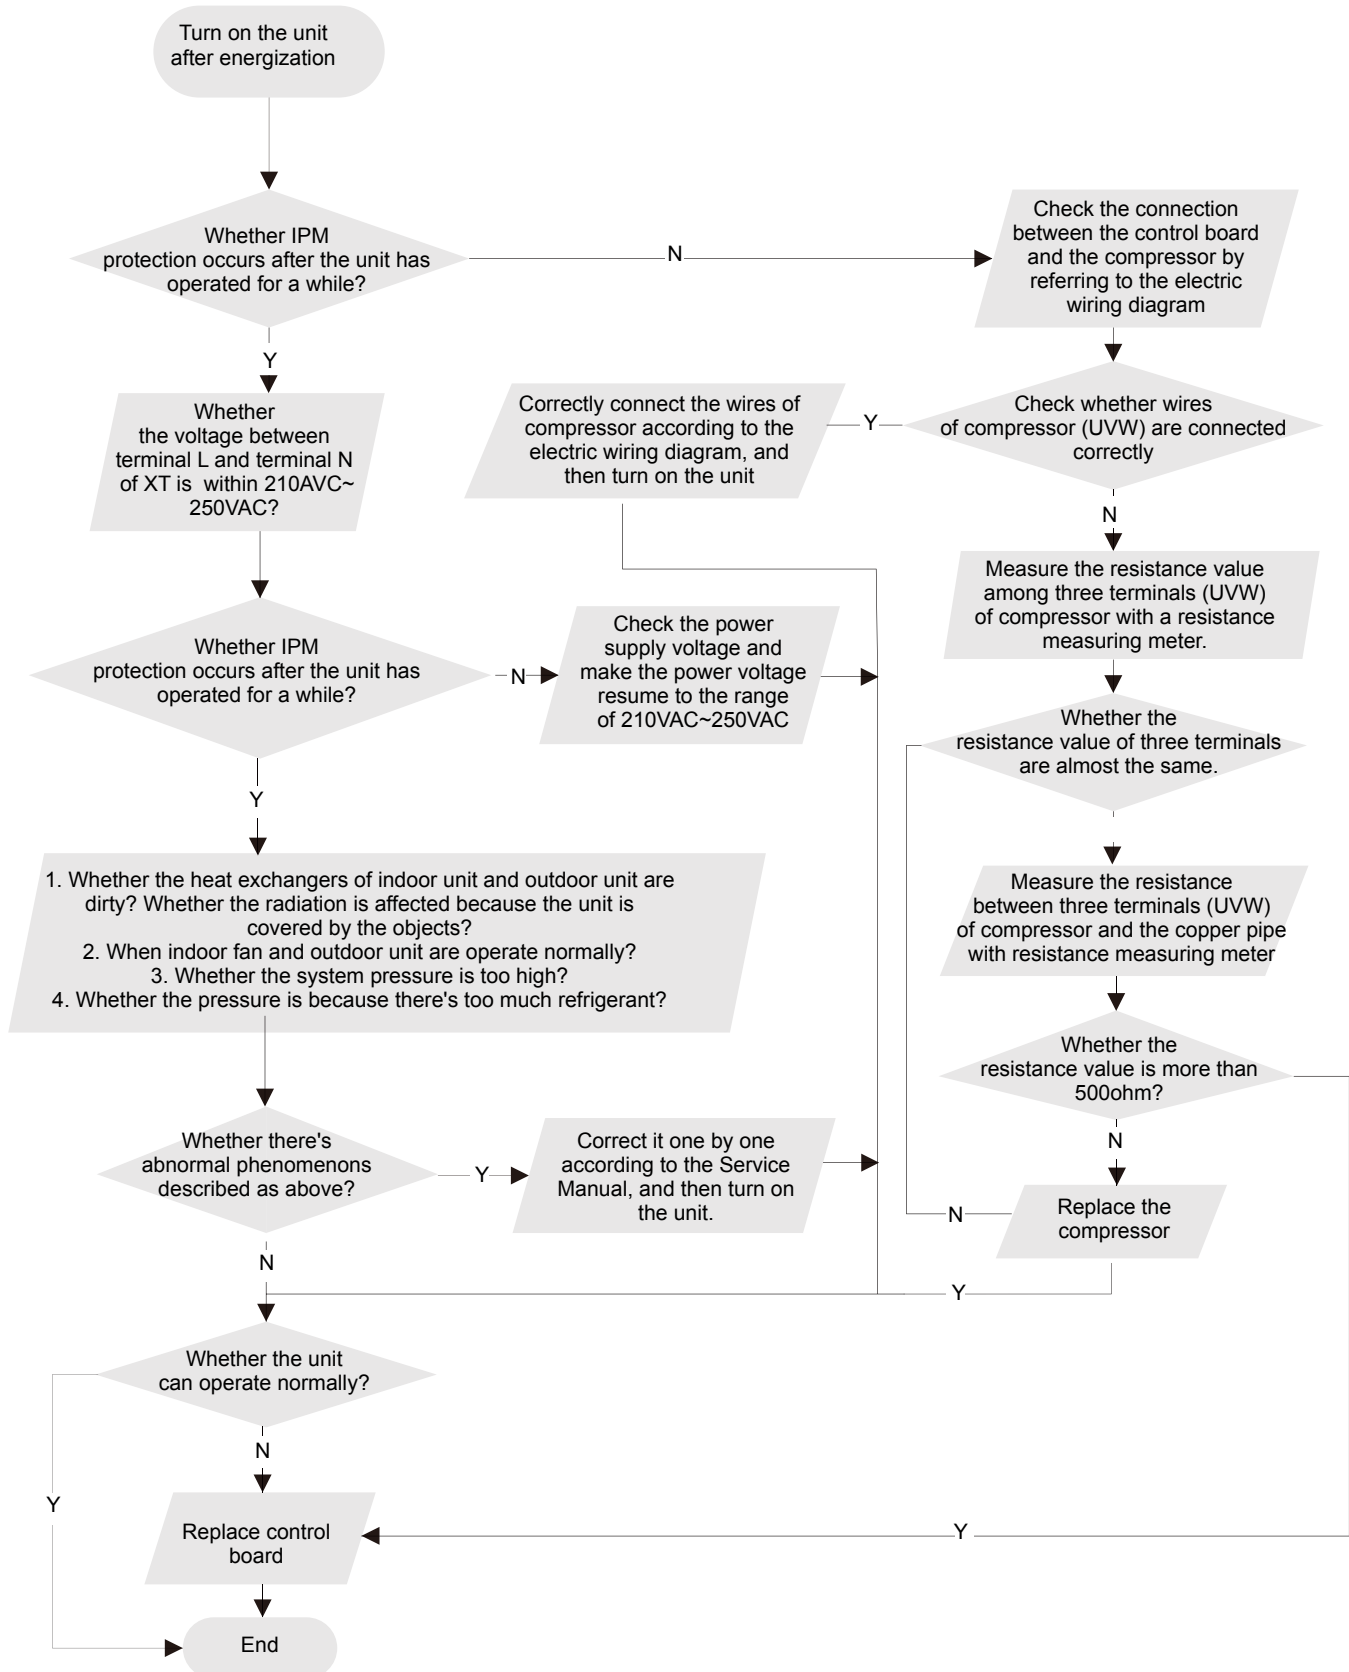 Turn on the unit
after energization
Whether IPM
protection occurs after the unit has
operated for a while?
N
Check the connection
between the control board
and the compressor by
referring to the electric
wiring diagram
Y
Whether
the voltage between
terminal L and terminal N
of XT is within 210AVC~
250VAC?
Correctly connect the wires of
compressor according to the
electric wiring diagram, and
then turn on the unit
Y
Check whether wires
of compressor (UVW) are connected
correctly
N
Measure the resistance value
among three terminals (UVW)
of compressor with a resistance
measuring meter.
Whether IPM
protection occurs after the unit has
operated for a while?
N
Check the power
supply voltage and
make the power voltage
resume to the range
of 210VAC~250VAC
Whether the
resistance value of three terminals
are almost the same.
Y
1. Whether the heat exchangers of indoor unit and outdoor unit are
dirty? Whether the radiation is affected because the unit is
covered by the objects?
2. When indoor fan and outdoor unit are operate normally?
3. Whether the system pressure is too high?
4. Whether the pressure is because there's too much refrigerant?
Measure the resistance
between three terminals (UVW)
of compressor and the copper pipe
with resistance measuring meter
Whether the
resistance value is more than
500ohm?
N
Whether there's
abnormal phenomenons
described as above?
Y
Correct it one by one
according to the Service
Manual, and then turn on
the unit.
N
Replace the
compressor
N
Y
Whether the unit
can operate normally?
N
Y
Replace control
board
Y
End